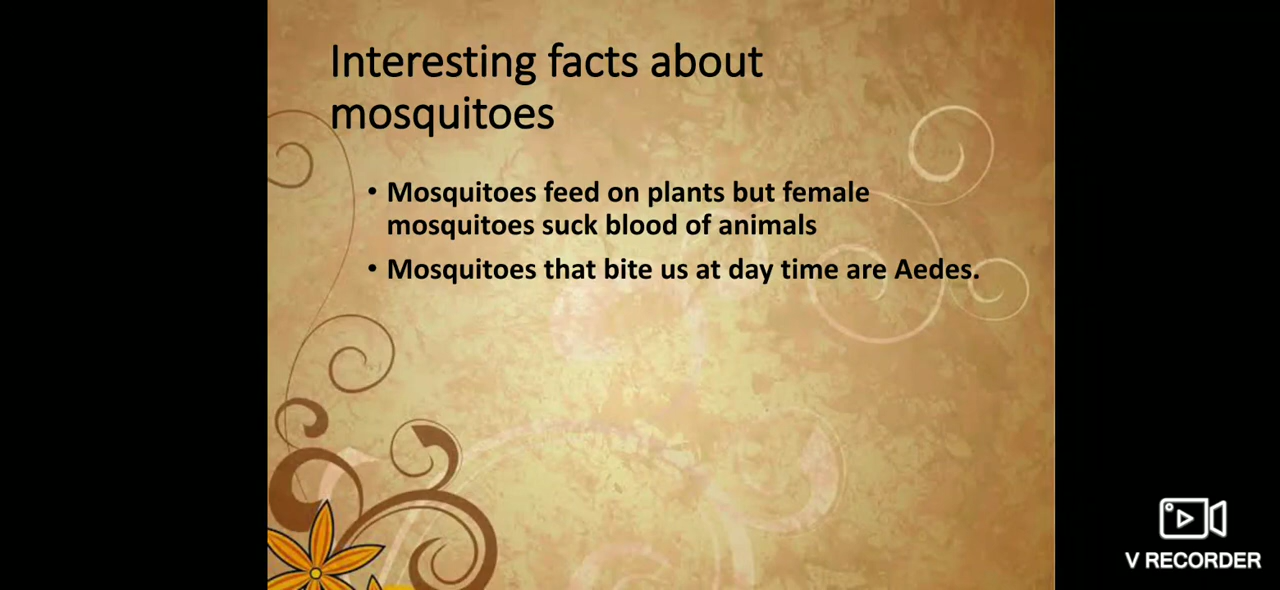 Interesting facts about
mosquitoes
• Mosquitoes feed on plants but female
mosquitoes suck blood of animals
• Mosquitoes that bite us at day time are Aedes.
V RECORDER